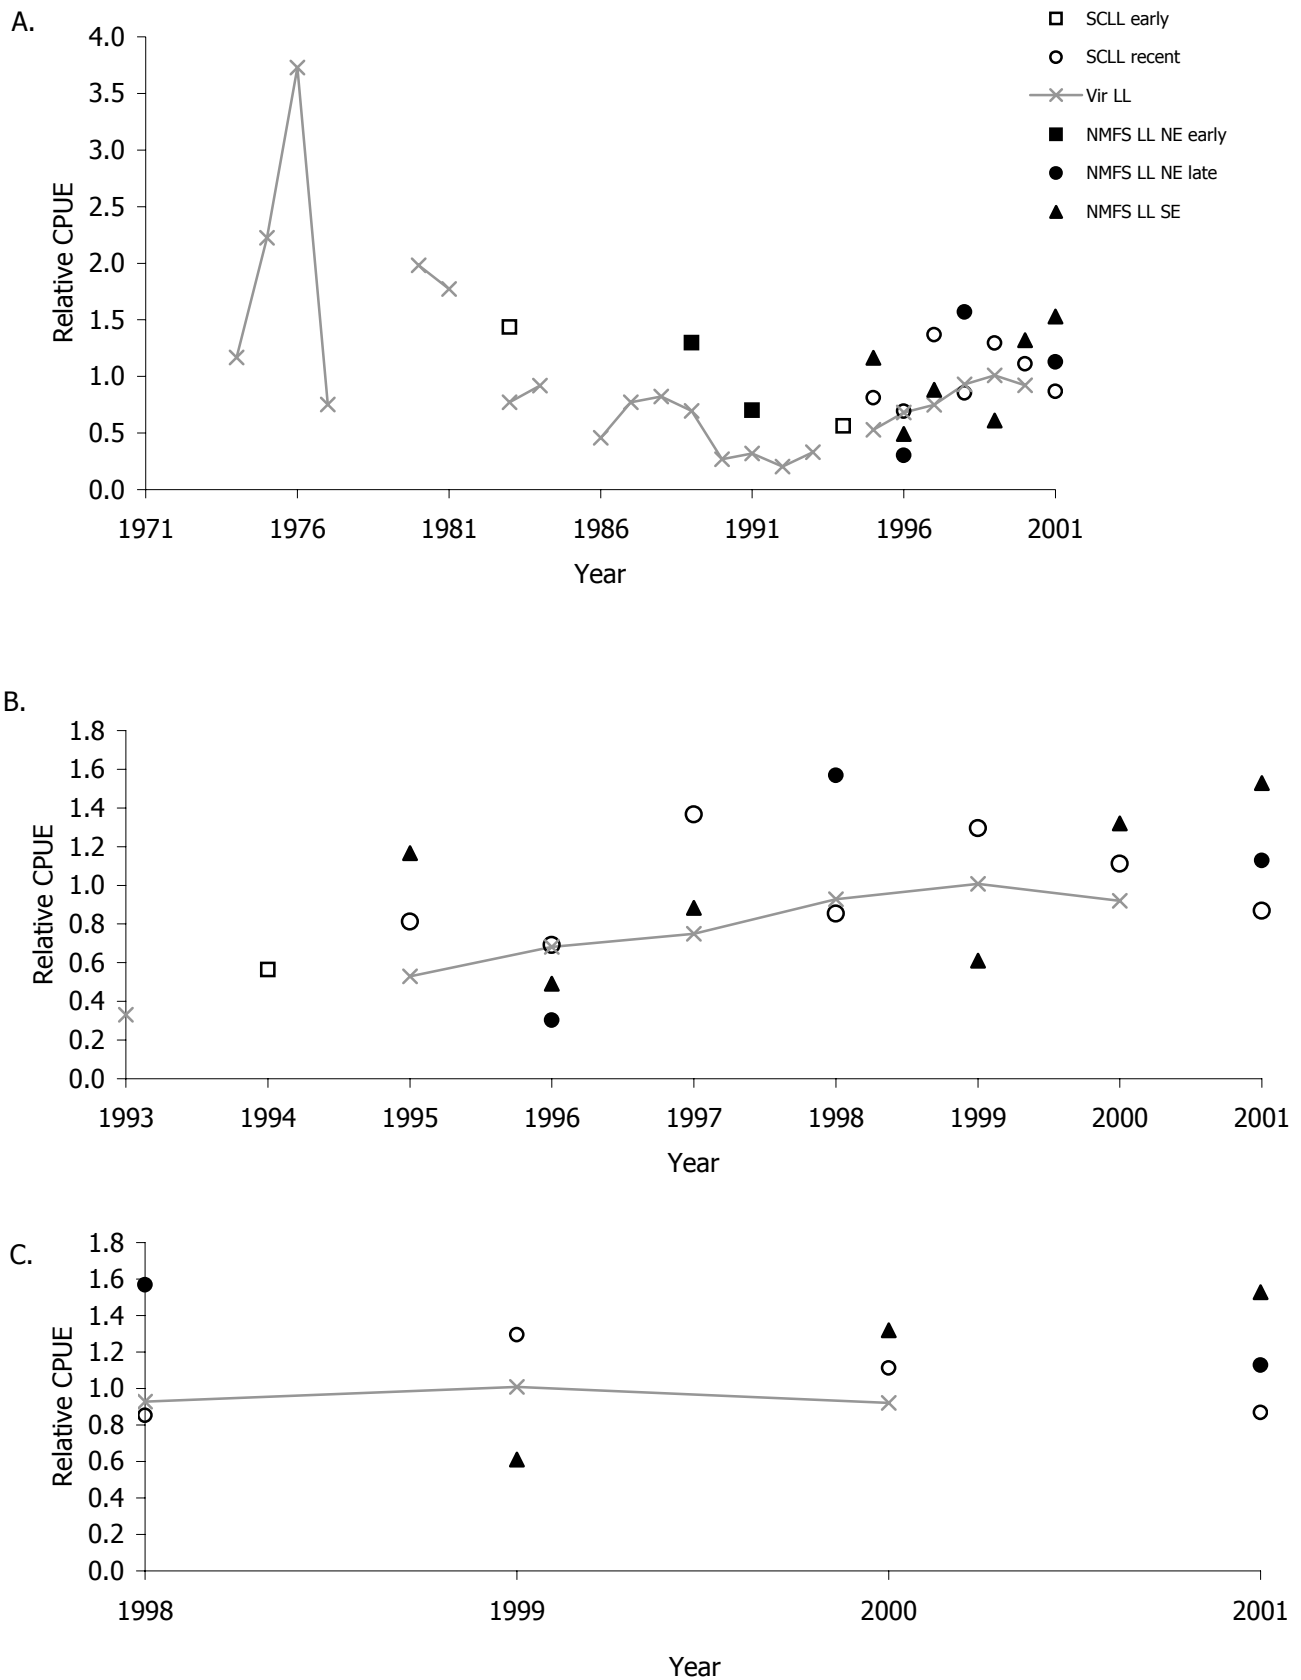 A.
SCLL early
SCLL recent
Vir LL
NMFS LL NE early
NMFS LL NE late
NMFS LL SE
Relative CPUE
4.0
3.5
3.0
2.5
2.0
1.5
1.0
0.5
0.0
1971 1976 1981 1986 1991 1996 2001
Year
B.
Relative CPUE
1.8
1.6
1.4
1.2
1.0
0.8
0.6
0.4
0.2
0.0
1993 1994 1995 1996 1997 1998 1999 2000 2001
Year
C.
Relative CPUE
1.8
1.6
1.4
1.2
1.0
0.8
0.6
0.4
0.2
0.0
1998 1999 2000 2001
Year